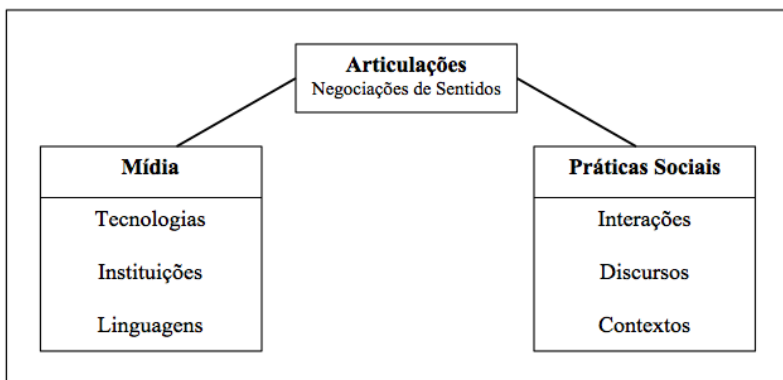 Articulações
Negociações de Sentidos
Mídia
Tecnologias
Instituições
Linguagens
Práticas Sociais
Interações
Discursos
Contextos